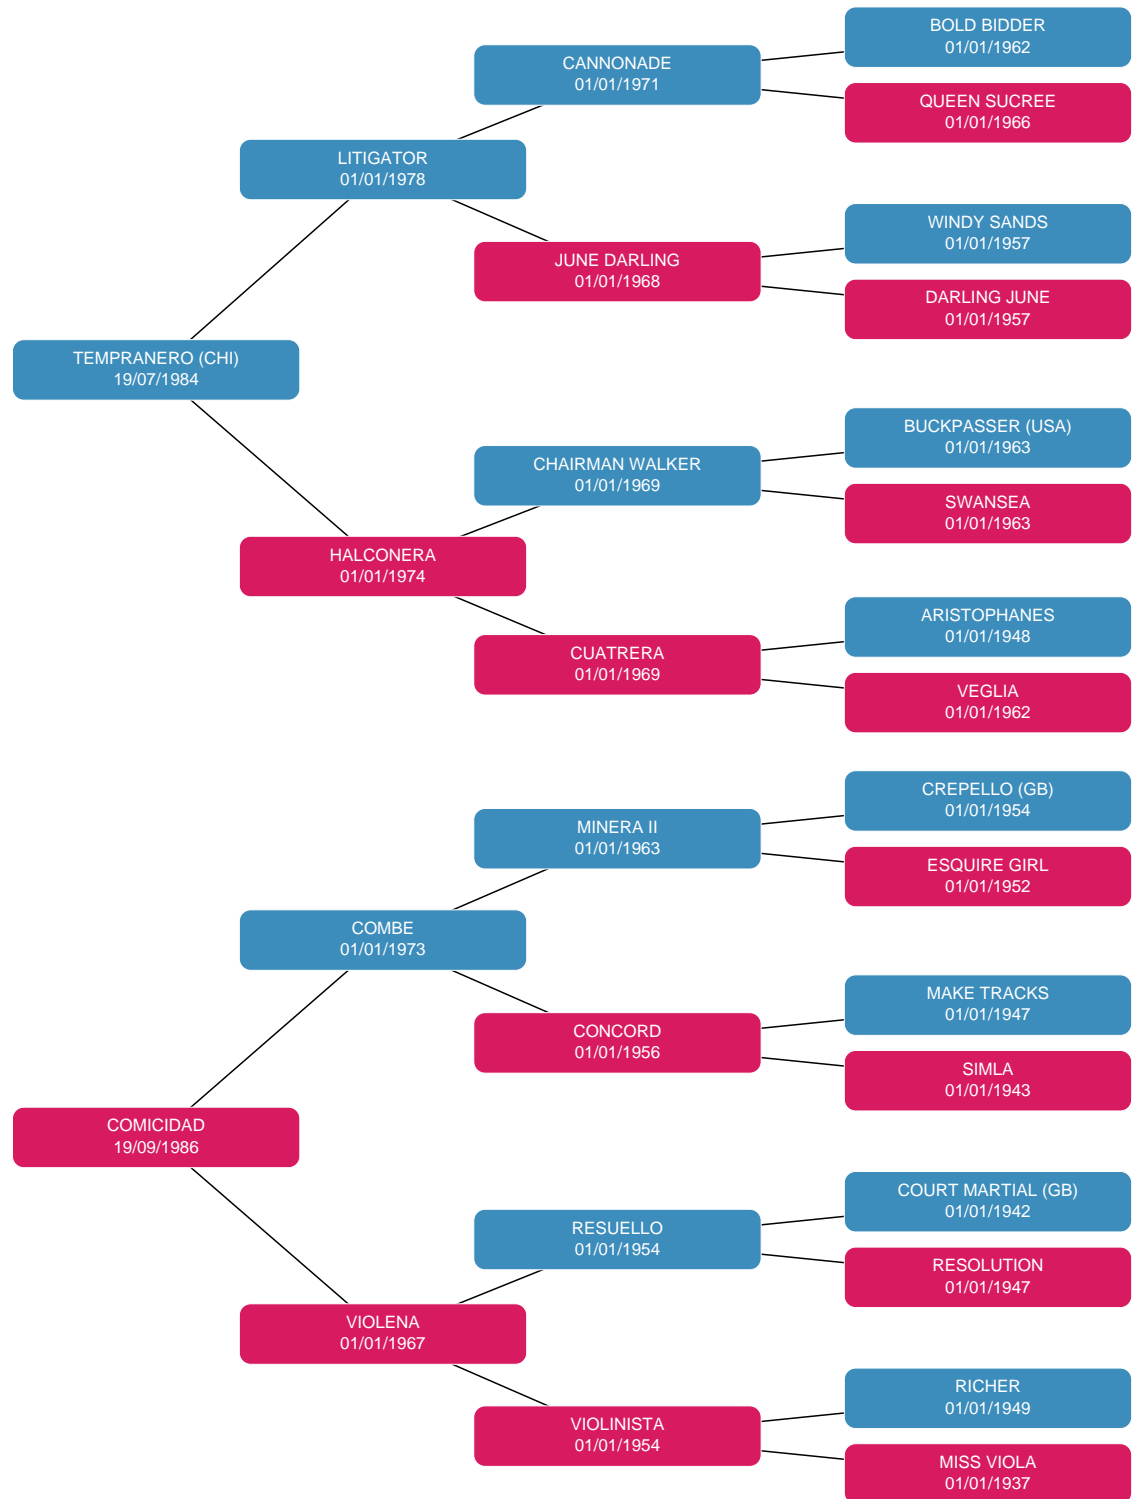 BOLD BIDDER
01/01/1962
CANNONADE
01/01/1971
QUEEN SUCREE
01/01/1966
LITIGATOR
01/01/1978
WINDY SANDS
01/01/1957
JUNE DARLING
01/01/1968
DARLING JUNE
01/01/1957
TEMPRANERO (CHI)
19/07/1984
BUCKPASSER (USA)
01/01/1963
CHAIRMAN WALKER
01/01/1969
SWANSEA
01/01/1963
HALCONERA
01/01/1974
ARISTOPHANES
01/01/1948
CUATRERA
01/01/1969
VEGLIA
01/01/1962
CREPELLO (GB)
01/01/1954
MINERA II
01/01/1963
ESQUIRE GIRL
01/01/1952
COMBE
01/01/1973
MAKE TRACKS
01/01/1947
CONCORD
01/01/1956
SIMLA
01/01/1943
COMICIDAD
19/09/1986
COURT MARTIAL (GB)
01/01/1942
RESUELLO
01/01/1954
RESOLUTION
01/01/1947
VIOLENA
01/01/1967
RICHER
01/01/1949
VIOLINISTA
01/01/1954
MISS VIOLA
01/01/1937